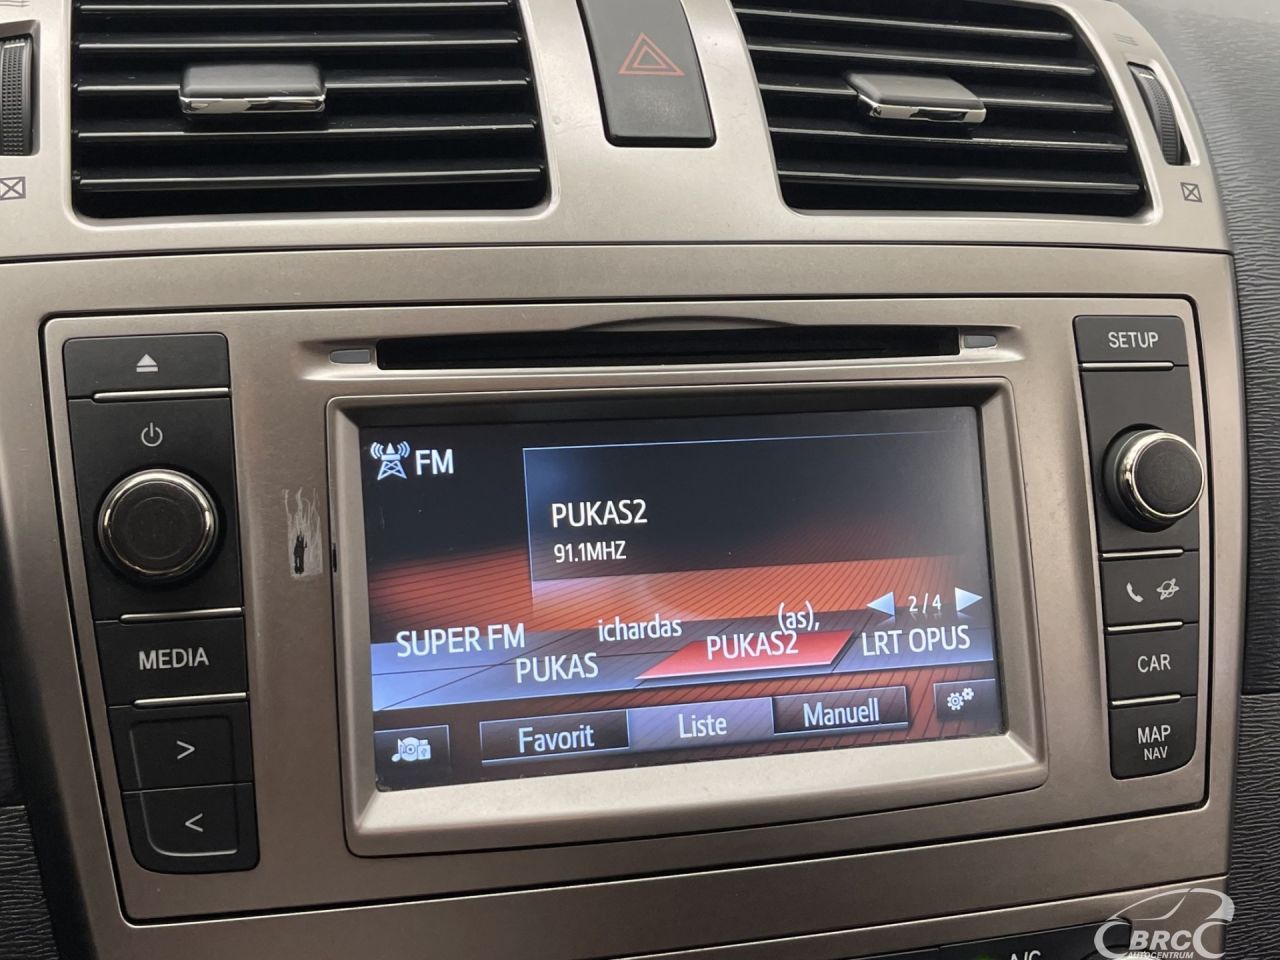 SETUP
FM
PUKAS2
91.1MHZ
2/4
SUPER FM
ichardas
(as),
LRT OPUS
PUKAS
PUKAS2
MEDIA
Favorit
Liste
Manuell
CAR
MAP
NAV
>
<
A/C
BRC
AUTOCENTRUM